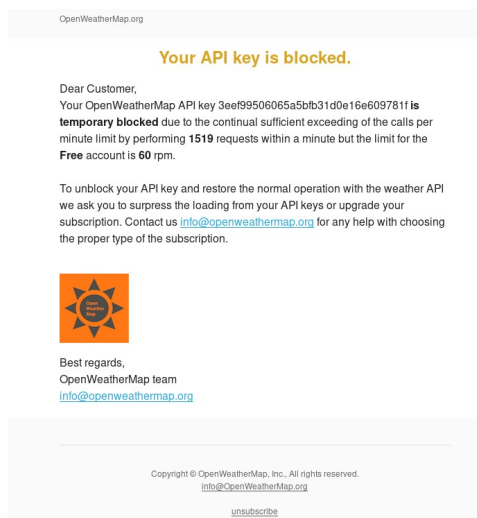 OpenWeatherMap.org
Your API key is blocked.
Dear Customer,
Your OpenWeatherMap API key 3eef99506065a5bfb31d0e16e609781f is
temporary blocked due to the continual sufficient exceeding of the calls per
minute limit by performing 1519 requests within a minute but the limit for the
Free account is 60 rpm.
To unblock your API key and restore the normal operation with the weather API
we ask you to surpress the loading from your API keys or upgrade your
subscription. Contact us info@openweathermap.org for any help with choosing
the proper type of the subscription.
Open
Weather
Map
Best regards,
OpenWeatherMap team
info@openweathermap.org
Copyright © OpenWeatherMap, Inc., All rights reserved.
info@OpenWeatherMap.org
unsubscribe